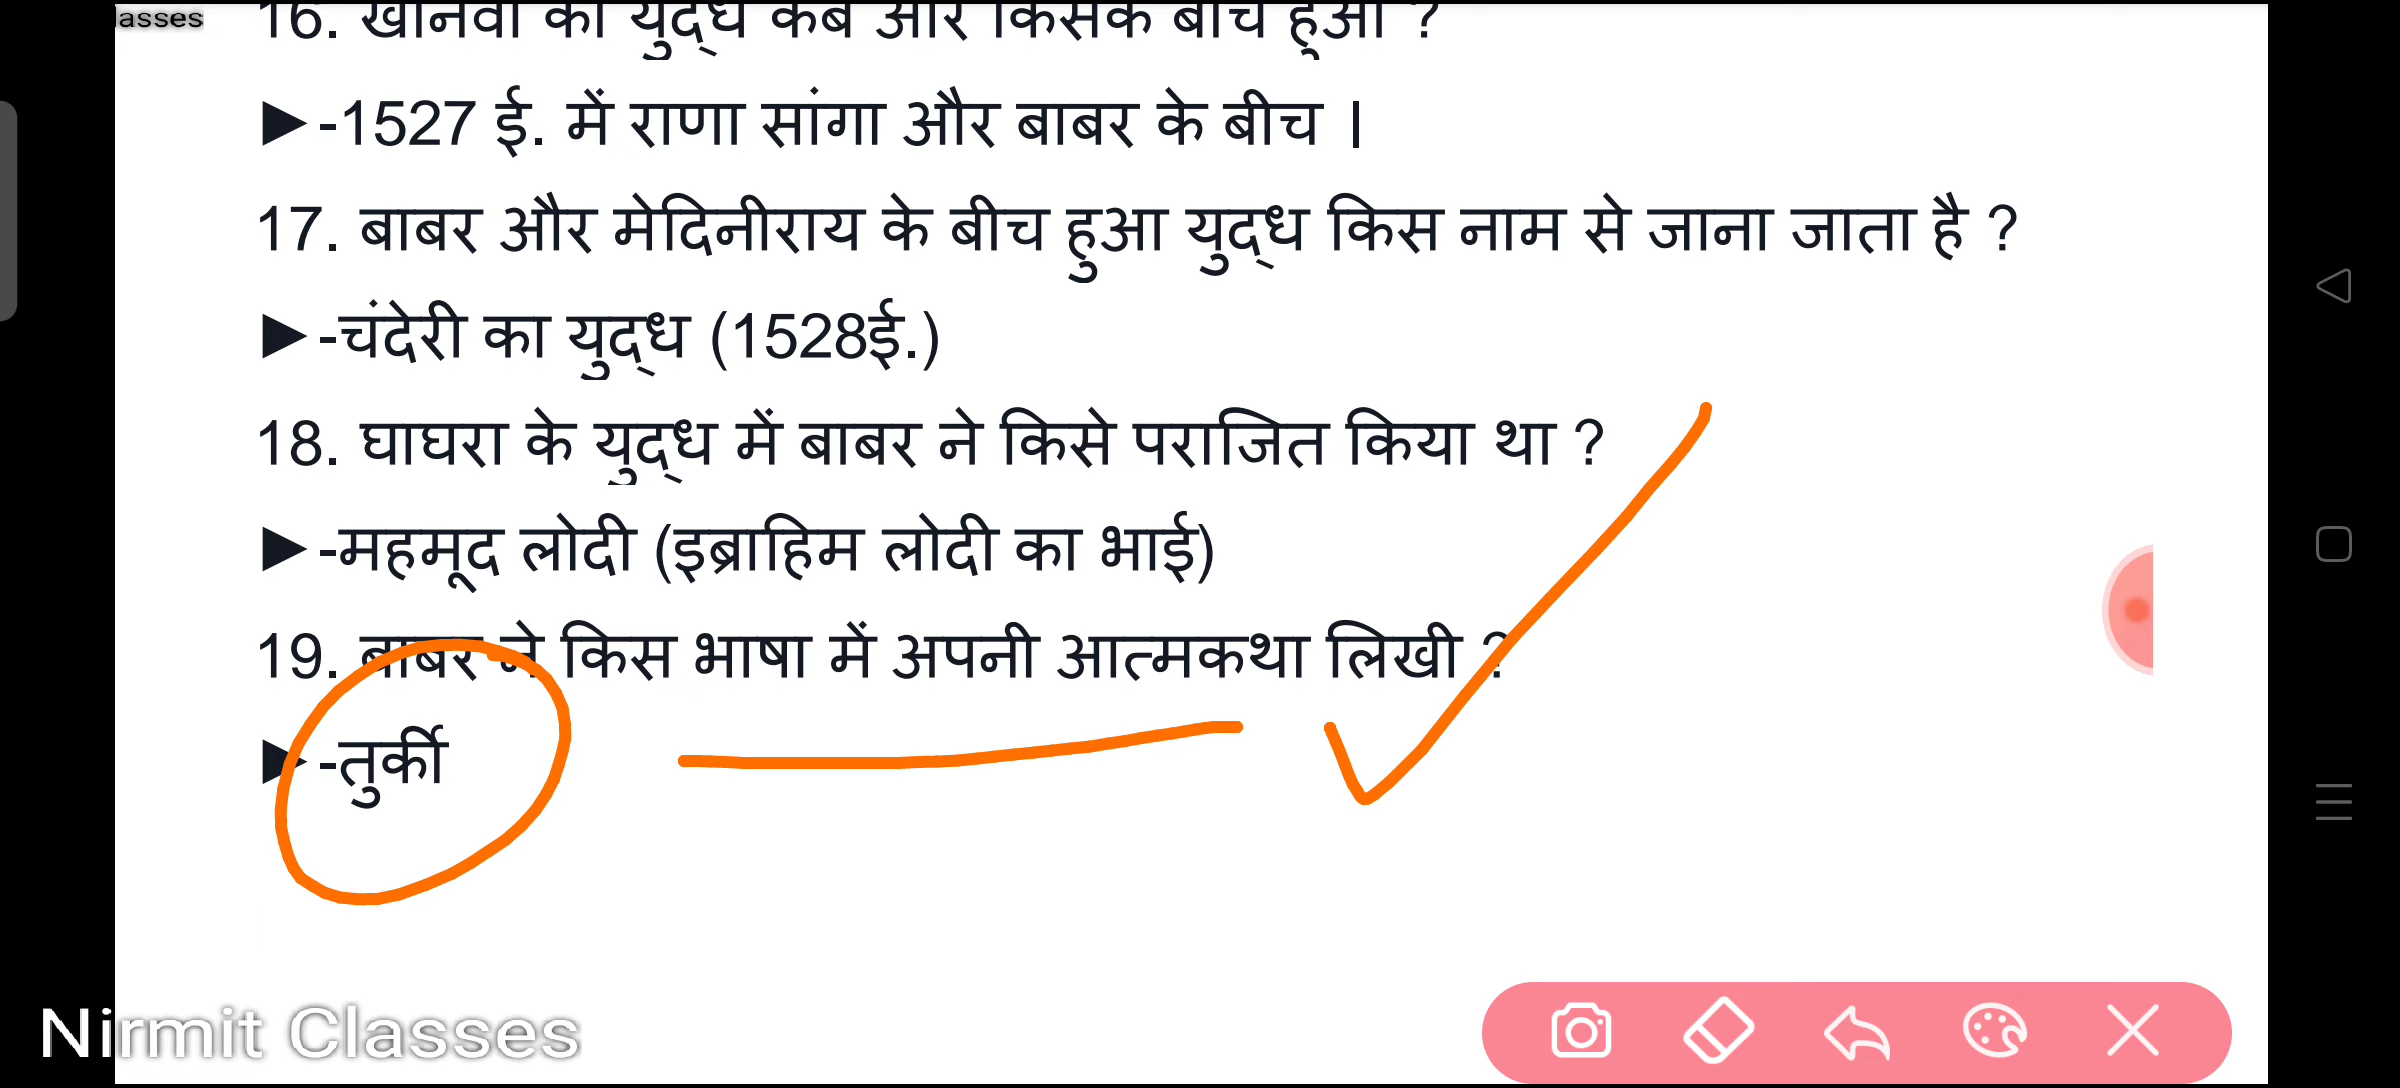 lasses
16. खानवा का युद्ध कब और किसके बीच हुआ ?
►-1527 ई. में राणा सांगा और बाबर के बीच ।
17. बाबर और मेदिनीराय के बीच हुआ युद्ध किस नाम से जाना जाता है ?
►-चंदेरी का युद्ध (1528ई.)
18. घाघरा के युद्ध में बाबर ने किसे पराजित किया था ?
►-महमूद लोदी (इब्राहिम लोदी का भाई)
19. बाबर ने किस भाषा में अपनी आत्मकथा लिखी ?
►-तुर्की
Nirmit Classes